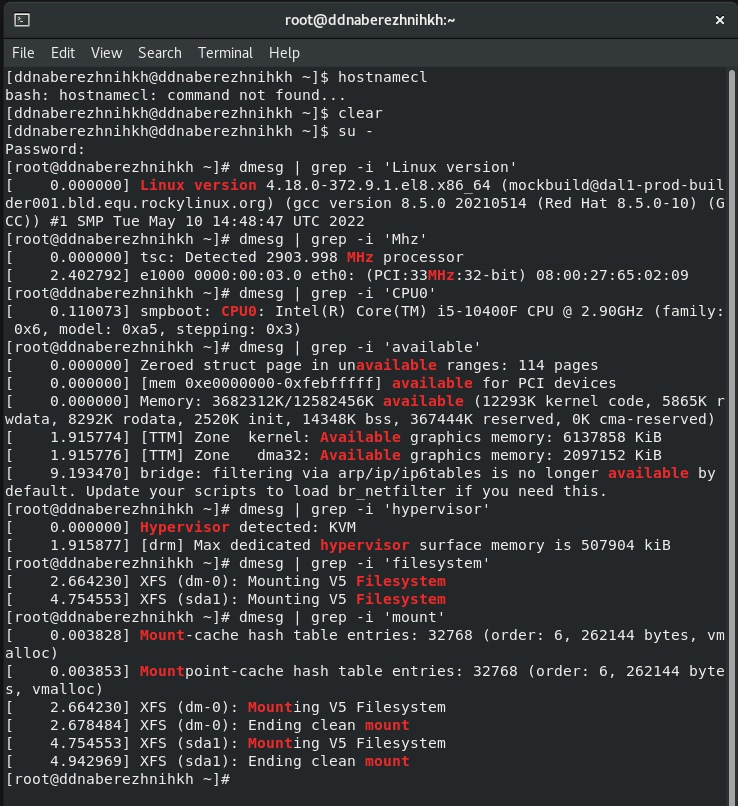 root@ddnaberezhnihkh:~
File Edit View Search Terminal Help
[ddnaberezhnihkh@ddnaberezhnihkh ~]$ hostnamecl
bash: hostnamecl: command not found...
[ddnaberezhnihkh@ddnaberezhnihkh ~]$ clear
[ddnaberezhnihkh@ddnaberezhnihkh ~]$ su -
Password:
[root@ddnaberezhnihkh ~]# dmesg | grep -i 'Linux version'
[    0.000000] Linux version 4.18.0-372.9.1.el8.x86_64 (mockbuild@dal1-prod-buil
der001.bld.equ.rockylinux.org) (gcc version 8.5.0 20210514 (Red Hat 8.5.0-10) (G
CC)) #1 SMP Tue May 10 14:48:47 UTC 2022
[root@ddnaberezhnihkh ~]# dmesg | grep -i 'Mhz'
[    0.000000] tsc: Detected 2903.998 MHz processor
[    2.402792] e1000 0000:00:03.0 eth0: (PCI:33MHz:32-bit) 08:00:27:65:02:09
[root@ddnaberezhnihkh ~]# dmesg | grep -i 'CPU0'
[    0.110073] smpboot: CPU0: Intel(R) Core(TM) i5-10400F CPU @ 2.90GHz (family:
 0x6, model: 0xa5, stepping: 0x3)
[root@ddnaberezhnihkh ~]# dmesg | grep -i 'available'
[    0.000000] Zeroed struct page in unavailable ranges: 114 pages
[    0.000000] [mem 0xe0000000-0xfebfffff] available for PCI devices
[    0.000000] Memory: 3682312K/12582456K available (12293K kernel code, 5865K r
wdata, 8292K rodata, 2520K init, 14348K bss, 367444K reserved, 0K cma-reserved)
[    1.915774] [TTM] Zone  kernel: Available graphics memory: 6137858 KiB
[    1.915776] [TTM] Zone   dma32: Available graphics memory: 2097152 KiB
[    9.193470] bridge: filtering via arp/ip/ip6tables is no longer available by
default. Update your scripts to load br_netfilter if you need this.
[root@ddnaberezhnihkh ~]# dmesg | grep -i 'hypervisor'
[    0.000000] Hypervisor detected: KVM
[    1.915877] [drm] Max dedicated hypervisor surface memory is 507904 kiB
[root@ddnaberezhnihkh ~]# dmesg | grep -i 'filesystem'
[    2.664230] XFS (dm-0): Mounting V5 Filesystem
[    4.754553] XFS (sda1): Mounting V5 Filesystem
[root@ddnaberezhnihkh ~]# dmesg | grep -i 'mount'
[    0.003828] Mount-cache hash table entries: 32768 (order: 6, 262144 bytes, vm
alloc)
[    0.003853] Mountpoint-cache hash table entries: 32768 (order: 6, 262144 byte
s, vmalloc)
[    2.664230] XFS (dm-0): Mounting V5 Filesystem
[    2.678484] XFS (dm-0): Ending clean mount
[    4.754553] XFS (sda1): Mounting V5 Filesystem
[    4.942969] XFS (sda1): Ending clean mount
[root@ddnaberezhnihkh ~]#